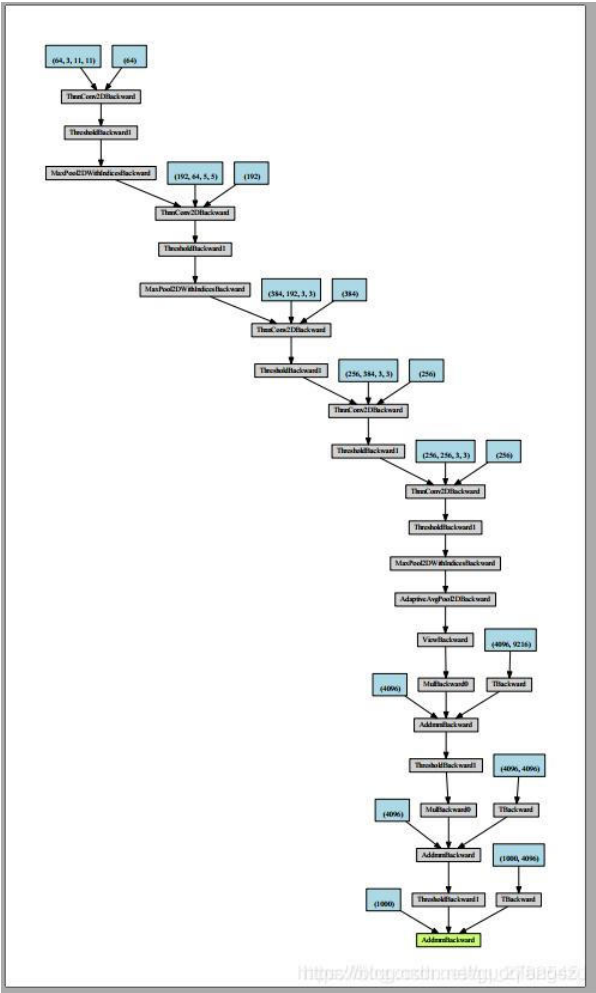 (64, 3, 11, 11) (64)
ThnnConv2DBackward
ThresholdBackward1
MaxPool2DWithIndicesBackward (192, 64, 5, 5) (192)
ThnnConv2DBackward
ThresholdBackward1
MaxPool2DWithIndicesBackward (384, 192, 3, 3) (384)
ThnnConv2DBackward
ThresholdBackward1 (256, 384, 3, 3) (256)
ThnnConv2DBackward
ThresholdBackward1 (256, 256, 3, 3) (256)
ThnnConv2DBackward
ThresholdBackward1
MaxPool2DWithIndicesBackward
AdaptiveAvgPool2DBackward
ViewBackward (4096, 9216)
(4096) MulBackward0 TBackward
AddmmBackward
ThresholdBackward1 (4096, 4096)
(4096) MulBackward0 TBackward
AddmmBackward (1000, 4096)
(1000) ThresholdBackward1 TBackward
AddmmBackward